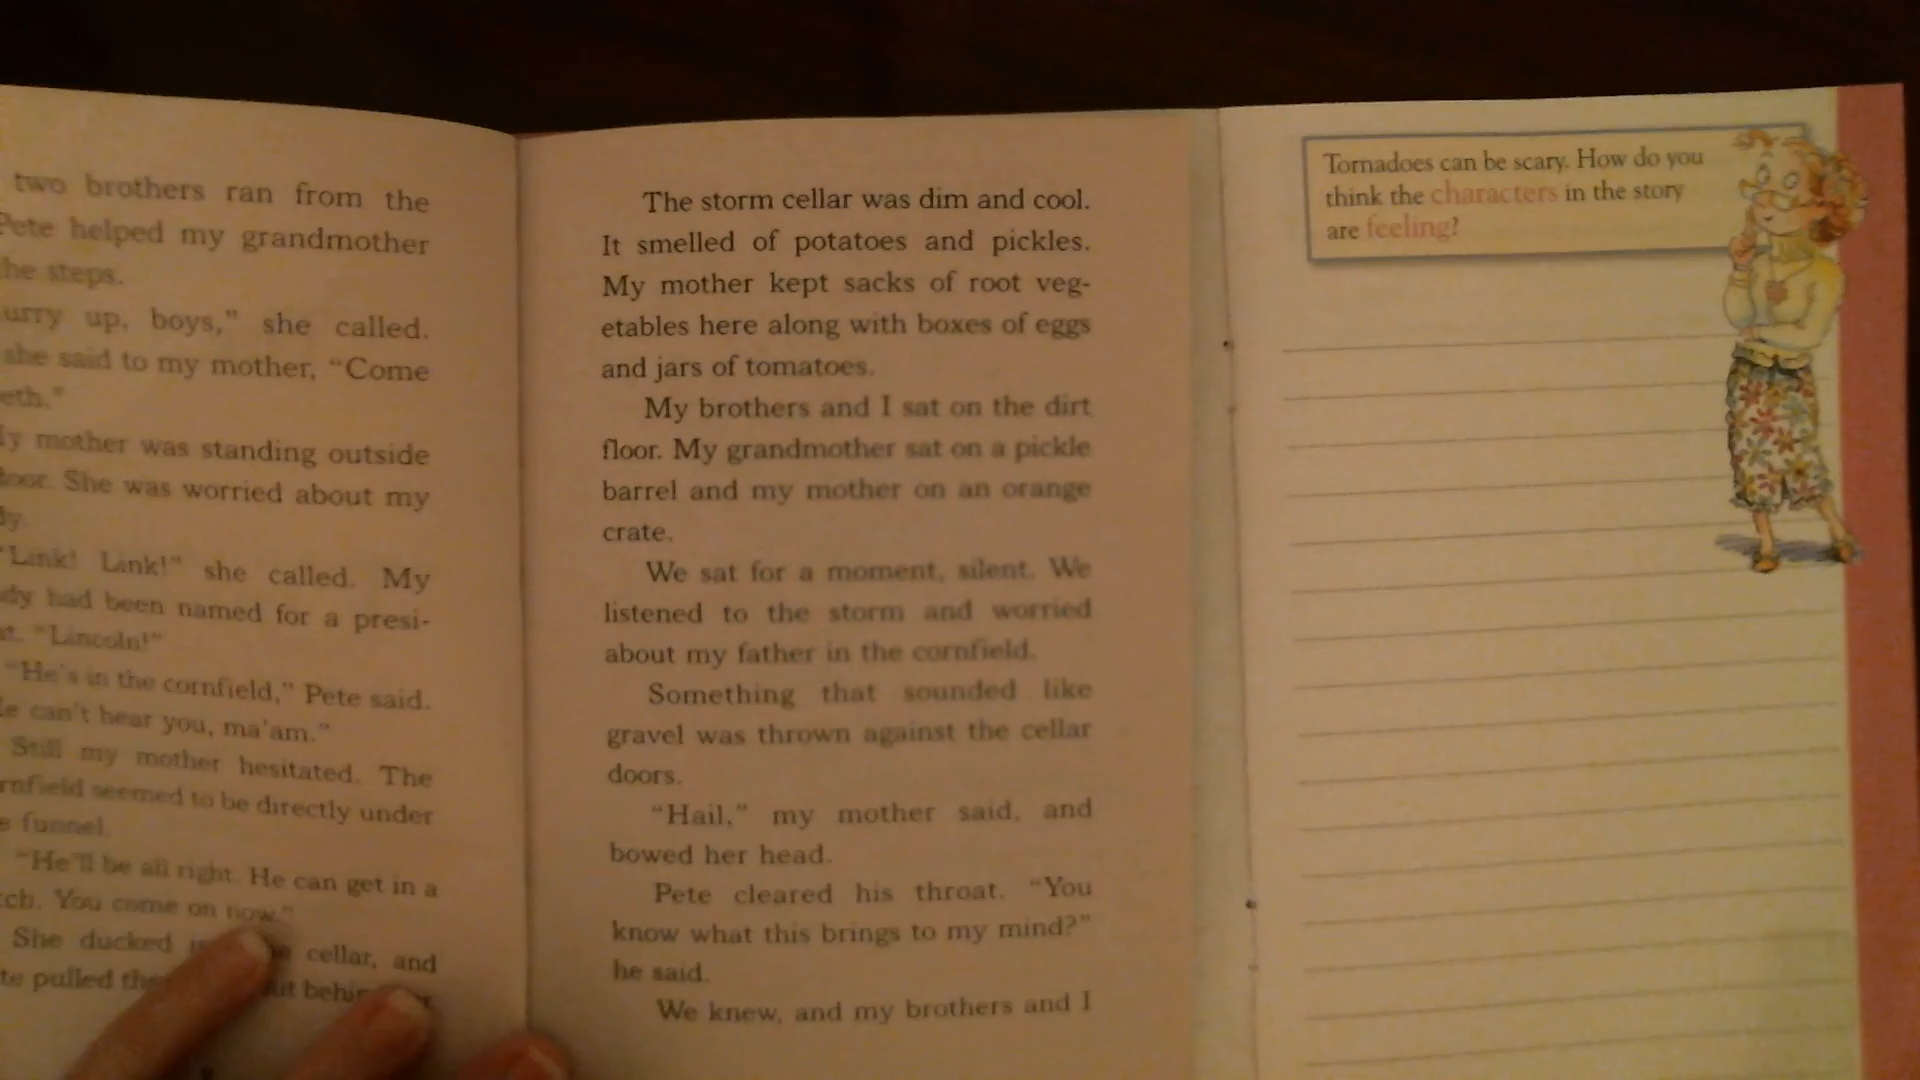 two brothers ran from the
Pete helped my grandmother
the steps.
urry up, boys," she called.
she said to my mother, "Come
eth."
My mother was standing outside
door. She was worried about my
dy.
"Link! Link!" she called. My
dy had been named for a presi-
nt. "Lincoln!"
"He's in the cornfield," Pete said.
He can't hear you, ma'am."
Still my mother hesitated. The
rnfield seemed to be directly under
e funnel.
"He'll be all right. He can get in a
tch. You come on now."
She ducked cellar, and
te pulled the
The storm cellar was dim and cool.
It smelled of potatoes and pickles.
My mother kept sacks of root veg-
etables here along with boxes of eggs
and jars of tomatoes.
My brothers and I sat on the dirt
floor. My grandmother sat on a pickle
barrel and my mother on an orange
crate.
We sat for a moment, silent. We
listened to the storm and worried
about my father in the cornfield.
Something that sounded like
gravel was thrown against the cellar
doors.
"Hail," my mother said, and
bowed her head.
Pete cleared his throat. "You
know what this brings to my mind?"
he said.
We knew, and my brothers and I
Tornadoes can be scary. How do you
think the characters in the story
are feeling?